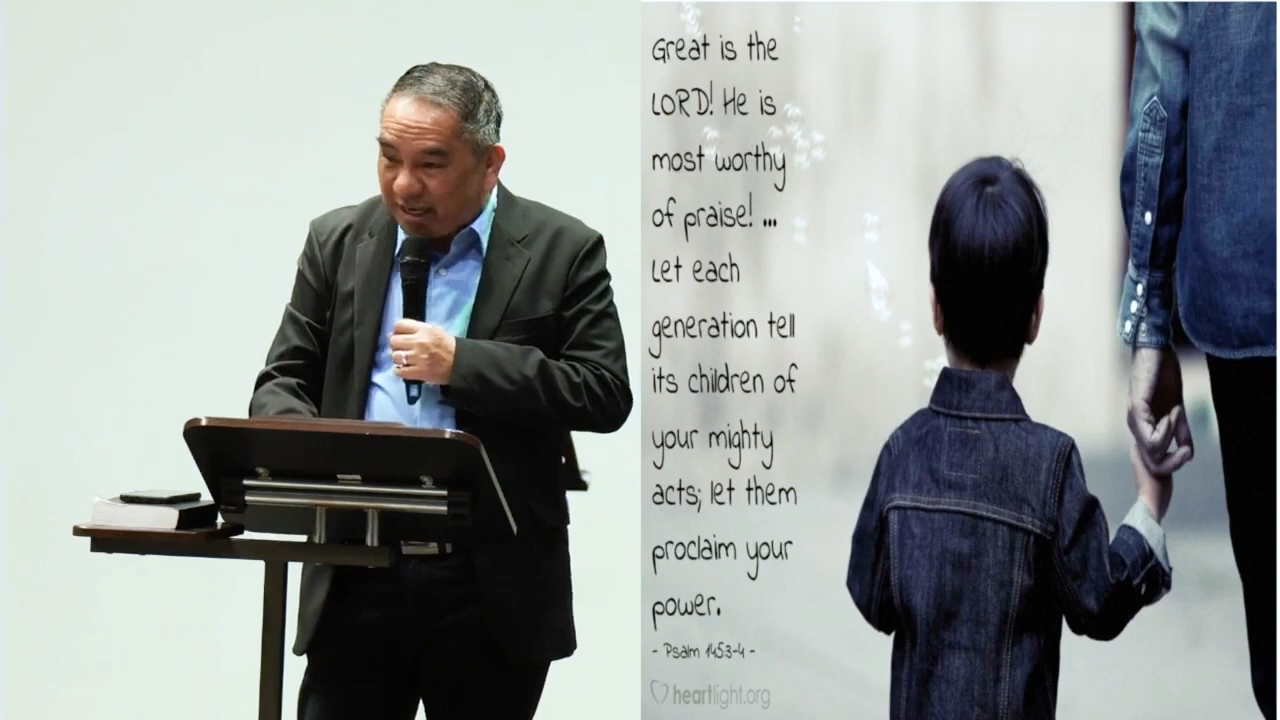 Great is the
LORD! He is
most worthy
of praise! ...
Let each
generation tell
its children of
your mighty
acts; let them
proclaim your
power.
- Psalm 145:3-4 -
heartlight.org